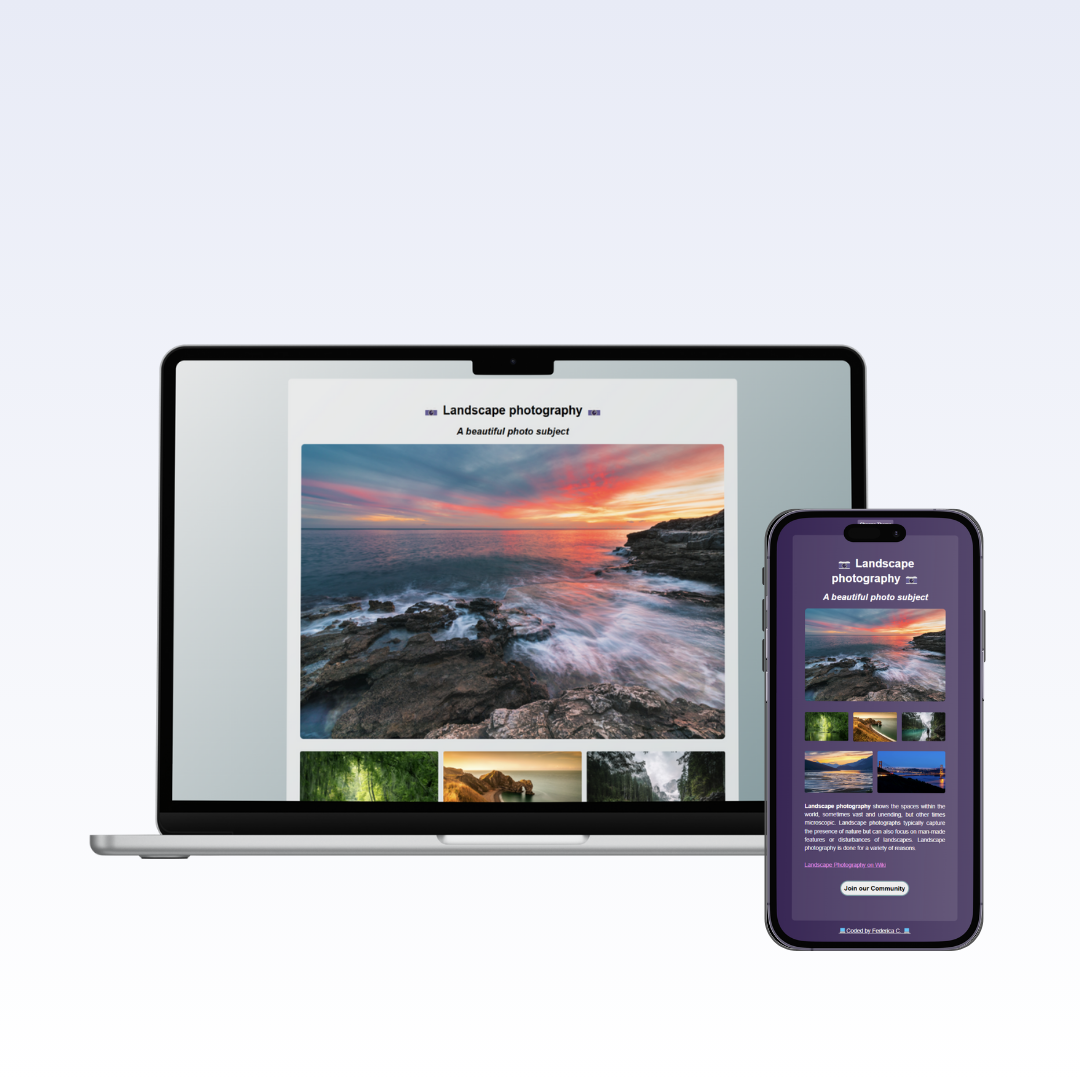 Landscape photography
A beautiful photo subject
Landscape
photography
A beautiful photo subject
Landscape photography shows the spaces within the
world, sometimes vast and unending, but other times
microscopic. Landscape photographs typically capture
the presence of nature but can also focus on man-made
features or disturbances of landscapes. Landscape
photography is done for a variety of reasons.
Landscape Photography on Wiki
Join our Community
Coded by Federica C.